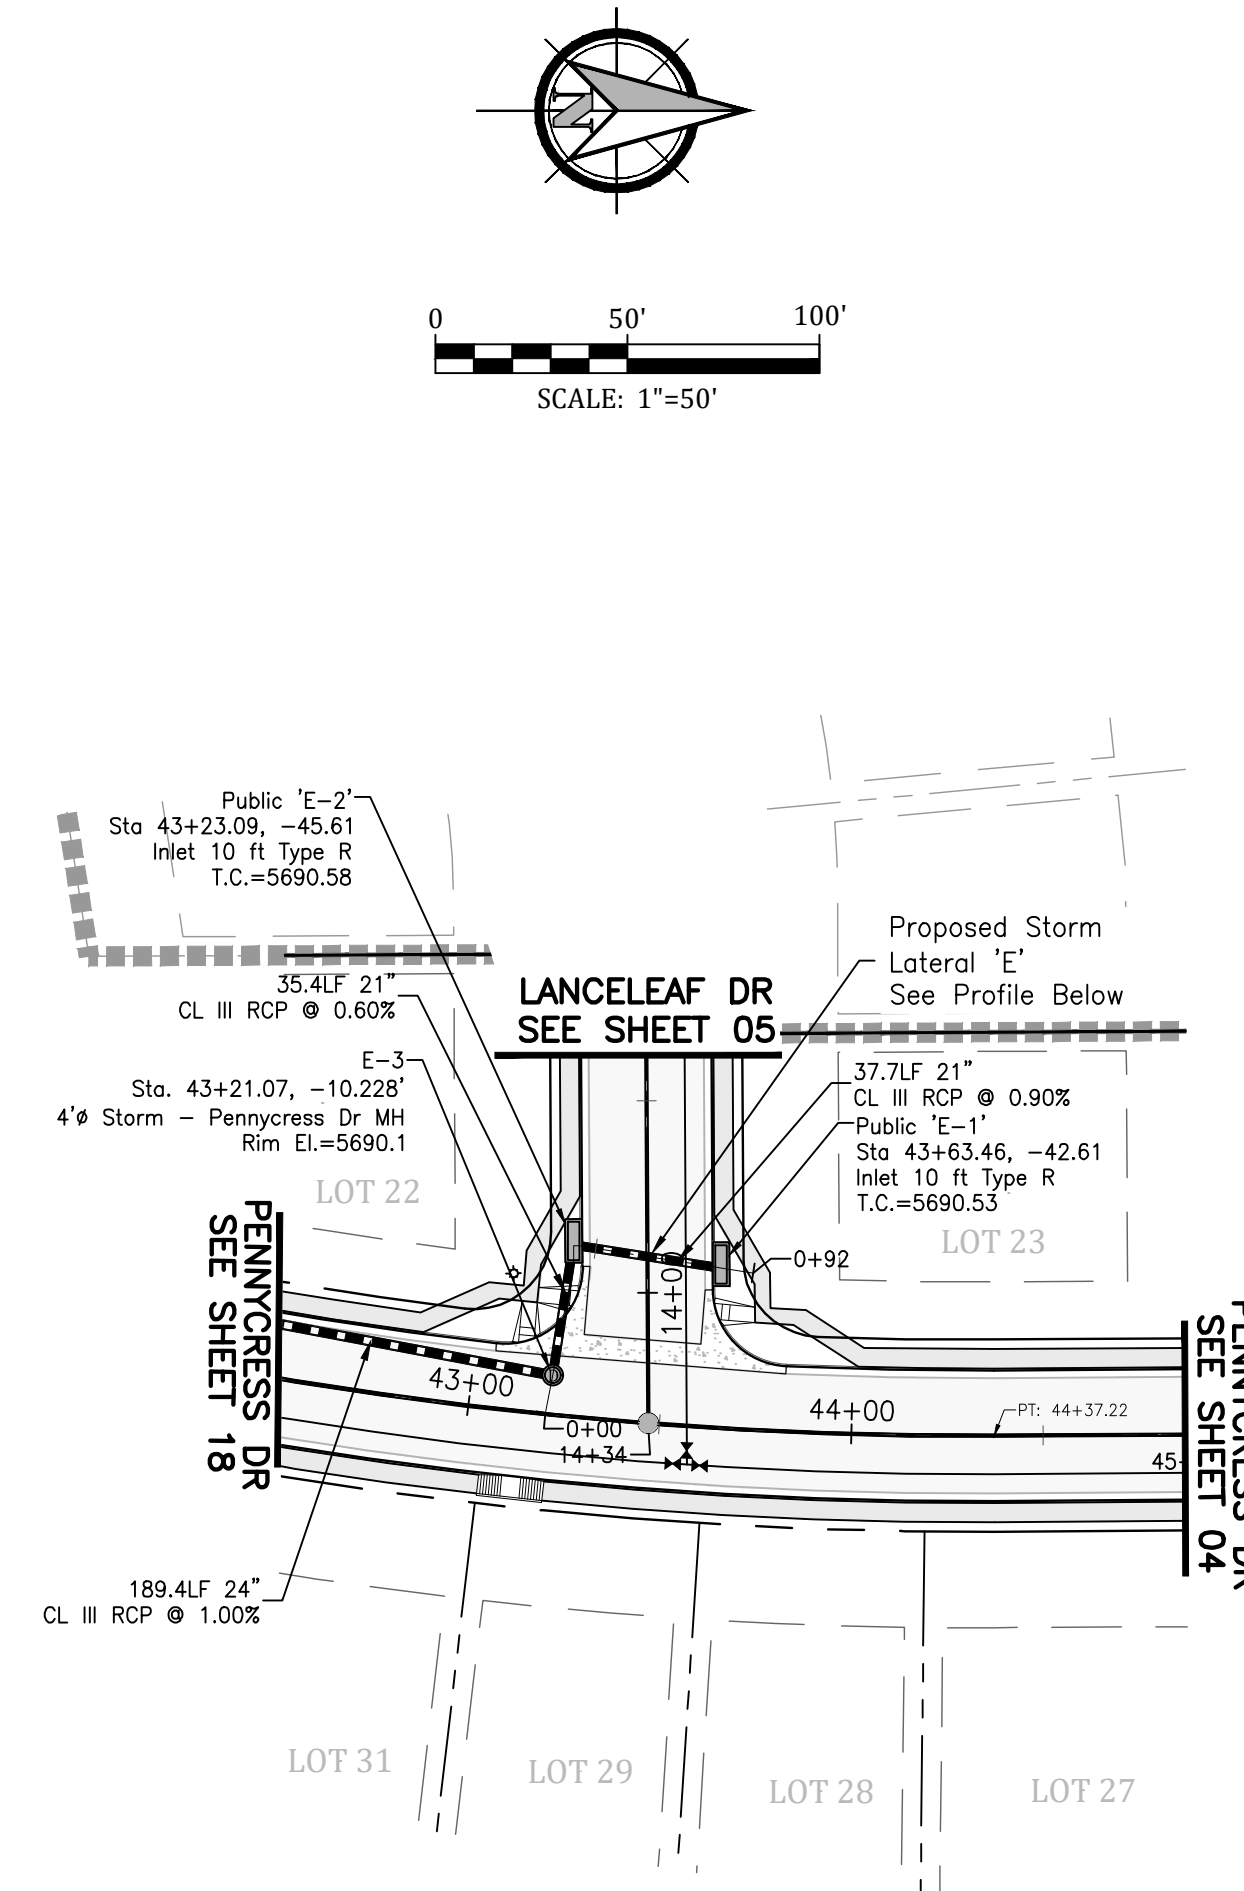 N
0 50' 100'
SCALE: 1"=50'
Public 'E-2'
Sta 43+23.09, -45.61
Inlet 10 ft Type R
T.C.=5690.58
Proposed Storm
Lateral 'E'
See Profile Below
35.4LF 21"
CL III RCP @ 0.60%
LANCELEAF DR
SEE SHEET 05
E-3
Sta. 43+21.07, -10.228'
4'ø Storm - Pennycress Dr MH
Rim El.=5690.1
37.7LF 21"
CL III RCP @ 0.90%
Public 'E-1'
Sta 43+63.46, -42.61
Inlet 10 ft Type R
T.C.=5690.53
LOT 22
LOT 23
PENNYCRESS DR
SEE SHEET 18
0+92
14+00
43+00
44+00
PT: 44+37.22
0+00
14+34
45
PENNYCRESS DR
SEE SHEET 04
189.4LF 24"
CL III RCP @ 1.00%
LOT 31
LOT 29
LOT 28
LOT 27